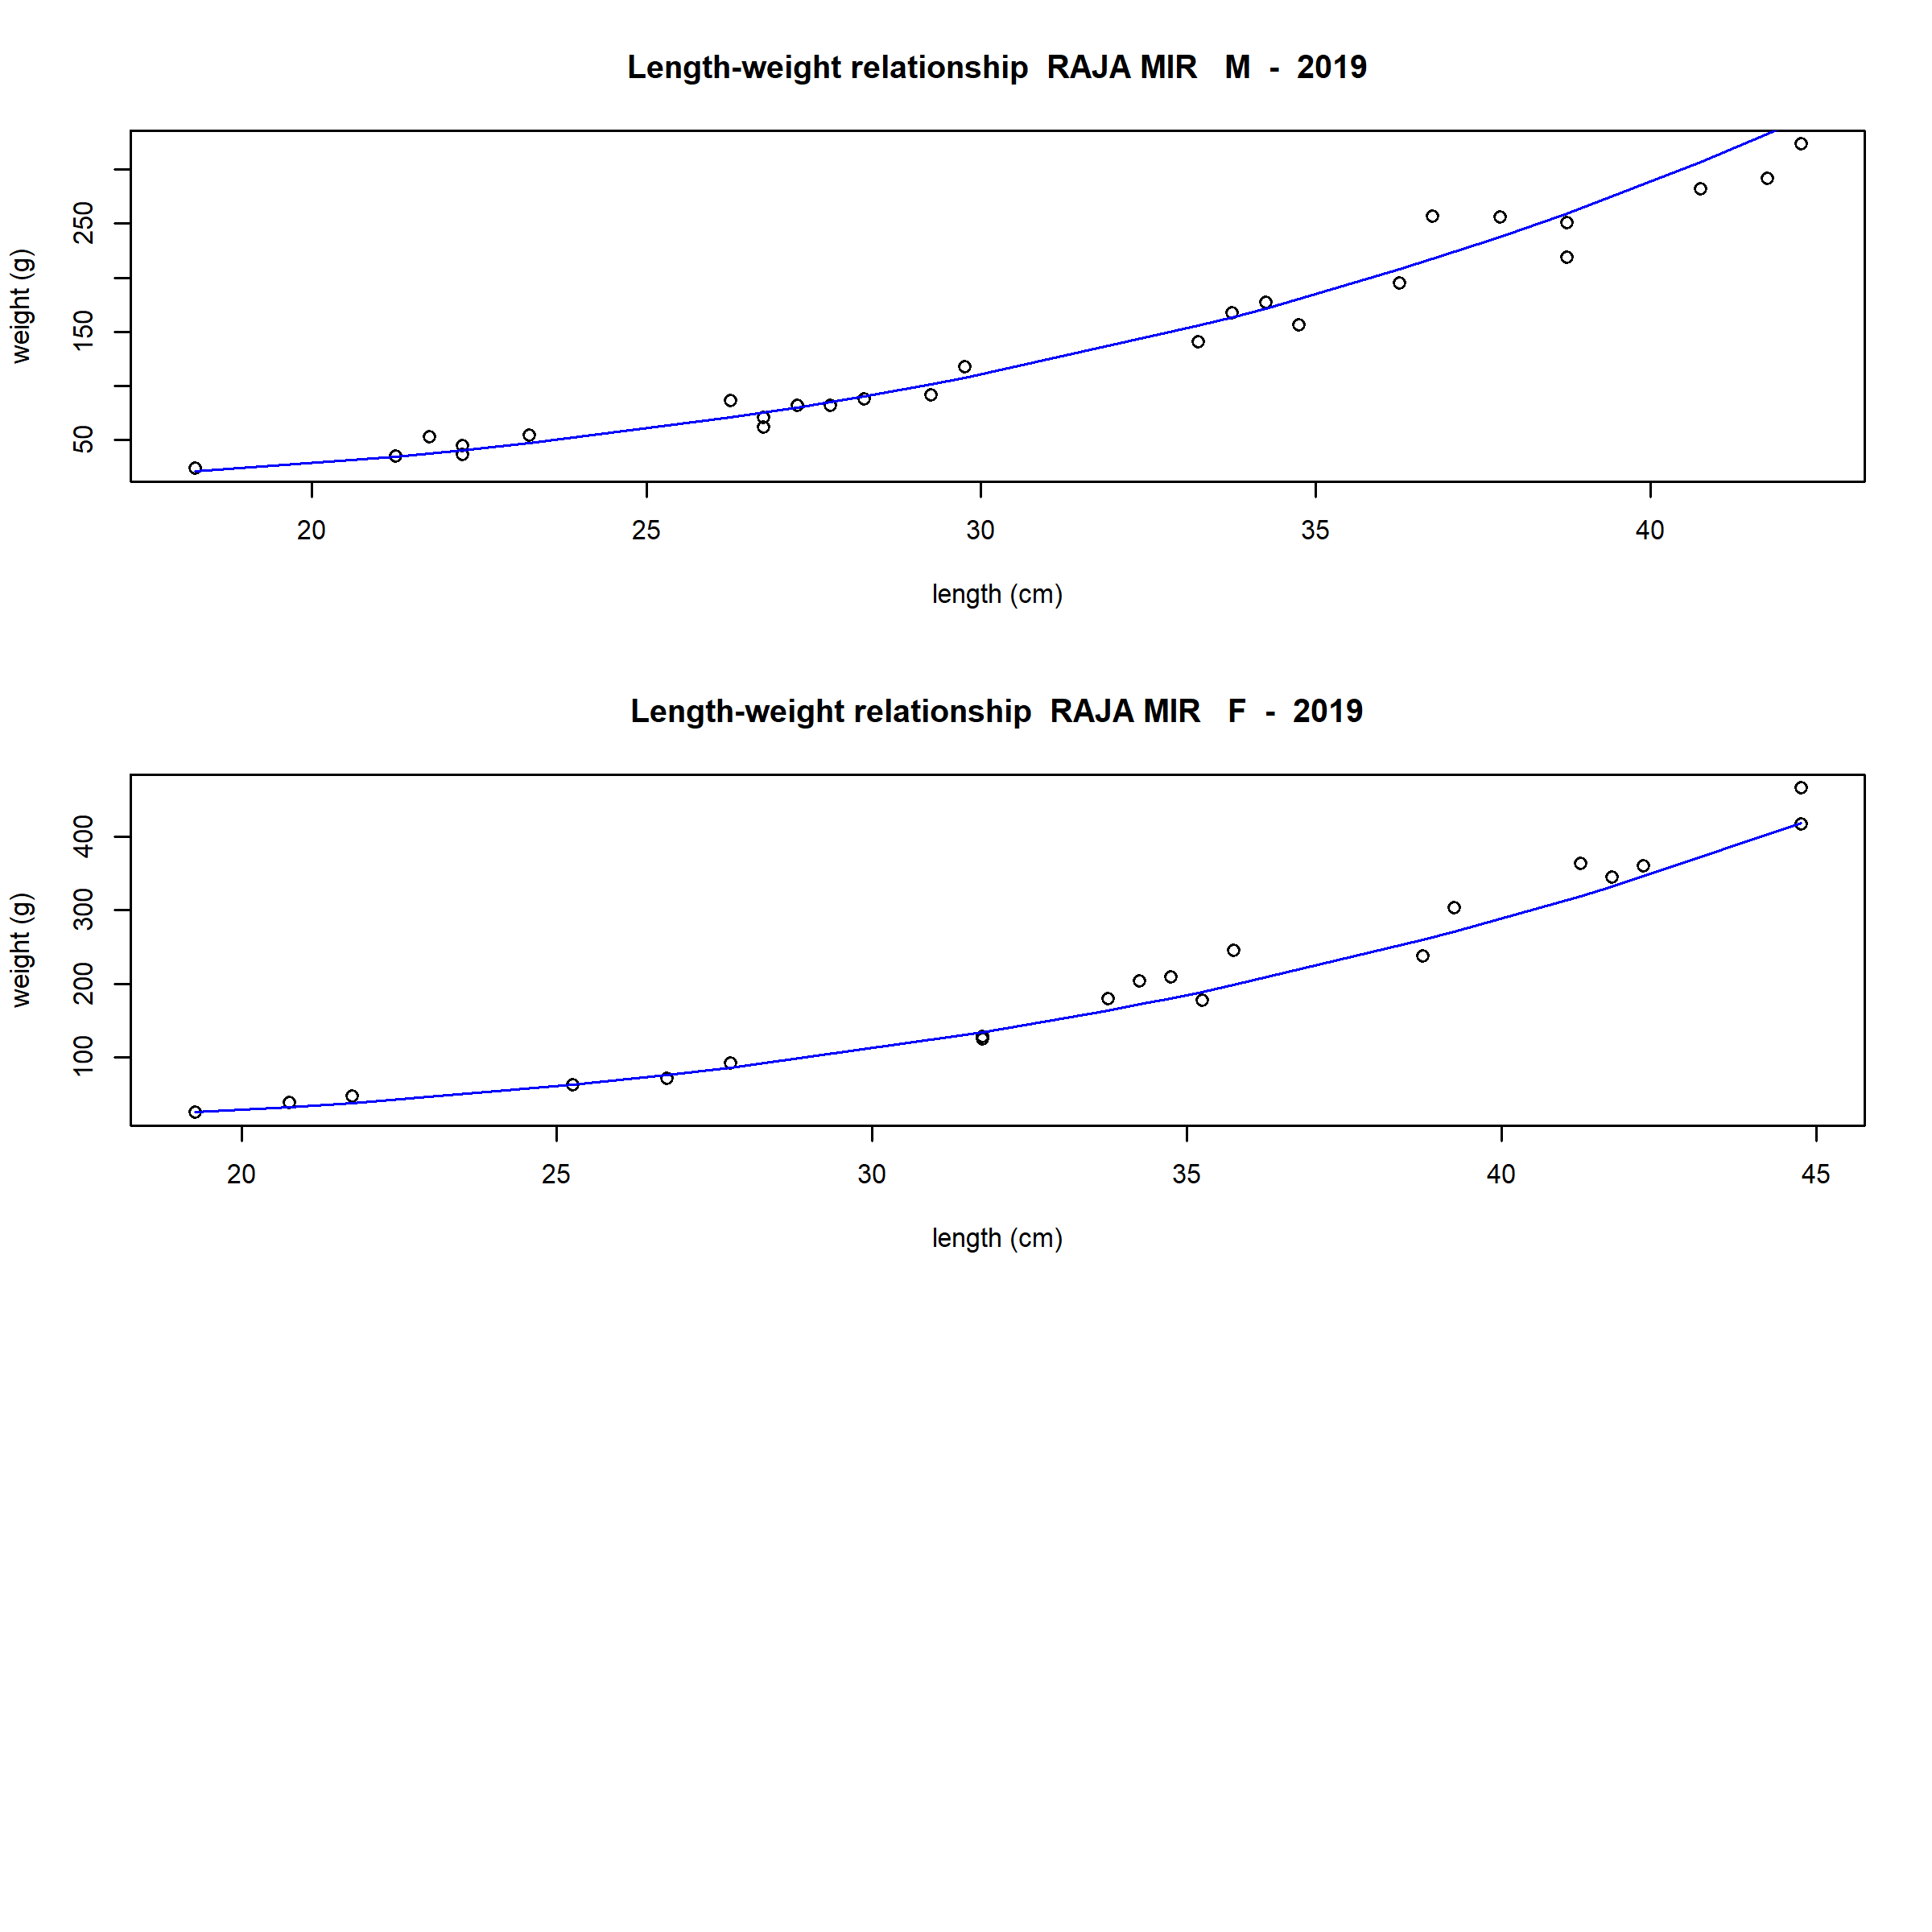 Length-weight relationship RAJA MIR M - 2019
weight (g)
250
150
50
20 25 30 35 40
length (cm)
Length-weight relationship RAJA MIR F - 2019
weight (g)
400
300
200
100
20 25 30 35 40 45
length (cm)